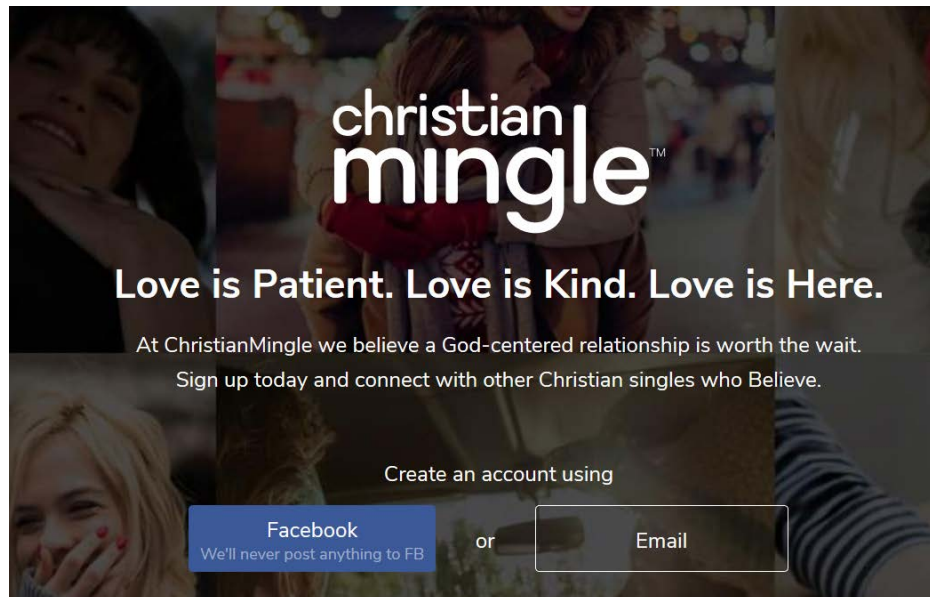 christian
mingle™
Love is Patient. Love is Kind. Love is Here.
At ChristianMingle we believe a God-centered relationship is worth the wait.
Sign up today and connect with other Christian singles who Believe.
Create an account using
Facebook
We'll never post anything to FB
or
Email